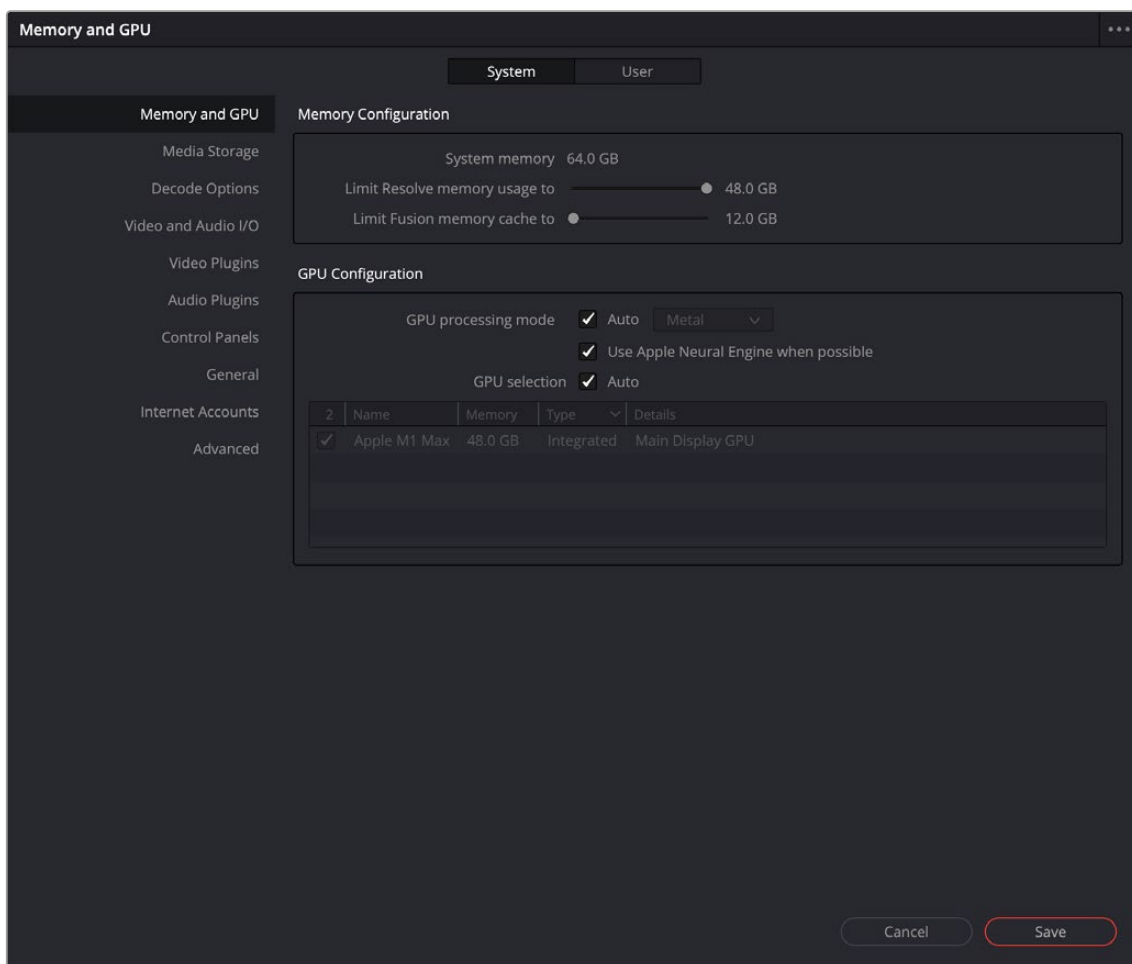 Memory and GPU
System User
Memory and GPU
Media Storage
Decode Options
Video and Audio I/O
Video Plugins
Audio Plugins
Control Panels
General
Internet Accounts
Advanced
Memory Configuration
System memory 64.0 GB
Limit Resolve memory usage to 48.0 GB
Limit Fusion memory cache to 12.0 GB
GPU Configuration
GPU processing mode Auto Metal
Use Apple Neural Engine when possible
GPU selection Auto
2 Name Memory Type Details
Apple M1 Max 48.0 GB Integrated Main Display GPU
Cancel Save